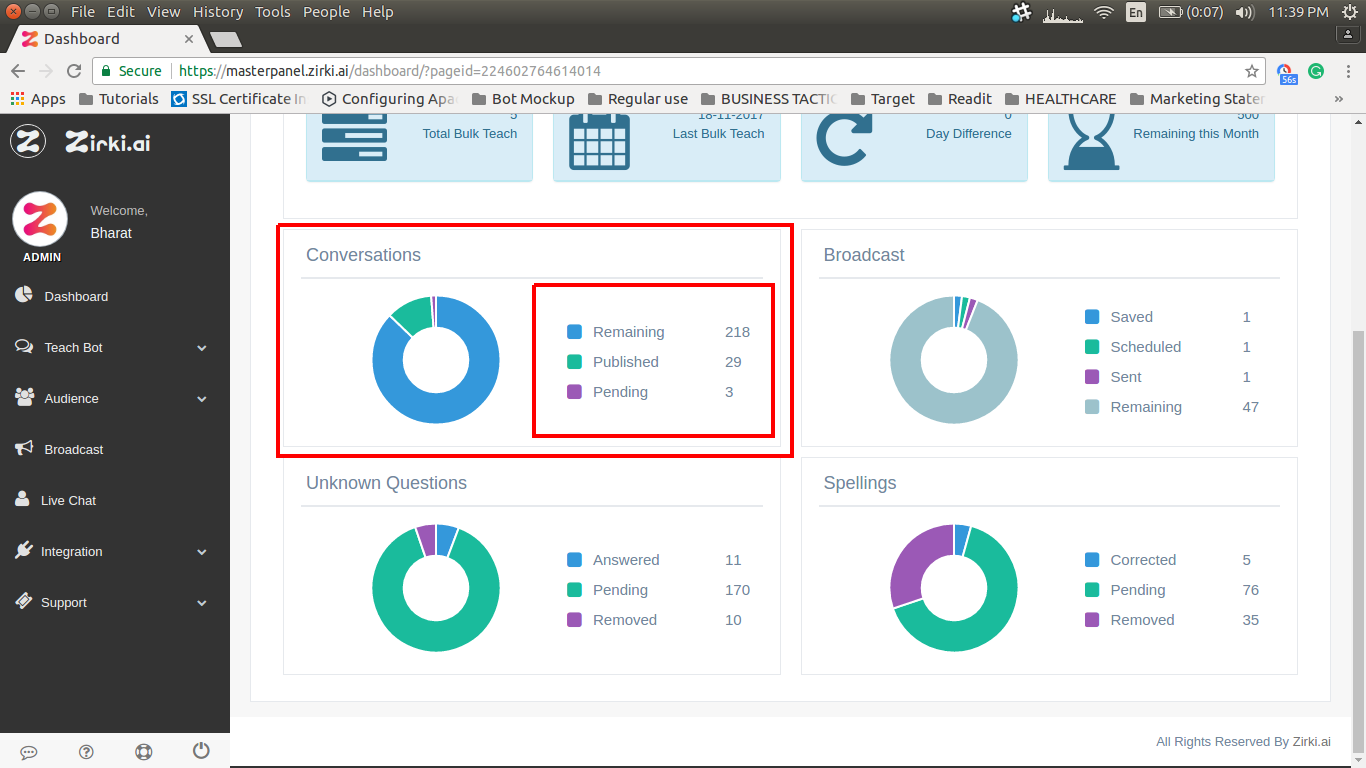 File Edit View History Tools People Help
En (0:07) 11:39 PM
Dashboard
Secure https://masterpanel.zirki.ai/dashboard/?pageid=224602764614014
56s
Apps Tutorials SSL Certificate In Configuring Apa Bot Mockup Regular use BUSINESS TACTIC Target Readit HEALTHCARE Marketing Stater »
Zirki.ai
Welcome,
Bharat
ADMIN
Dashboard
Teach Bot
Audience
Broadcast
Live Chat
Integration
Support
5
Total Bulk Teach
18-11-2017
Last Bulk Teach
0
Day Difference
500
Remaining this Month
Conversations
Remaining 218
Published 29
Pending 3
Broadcast
Saved 1
Scheduled 1
Sent 1
Remaining 47
Unknown Questions
Answered 11
Pending 170
Removed 10
Spellings
Corrected 5
Pending 76
Removed 35
All Rights Reserved By Zirki.ai